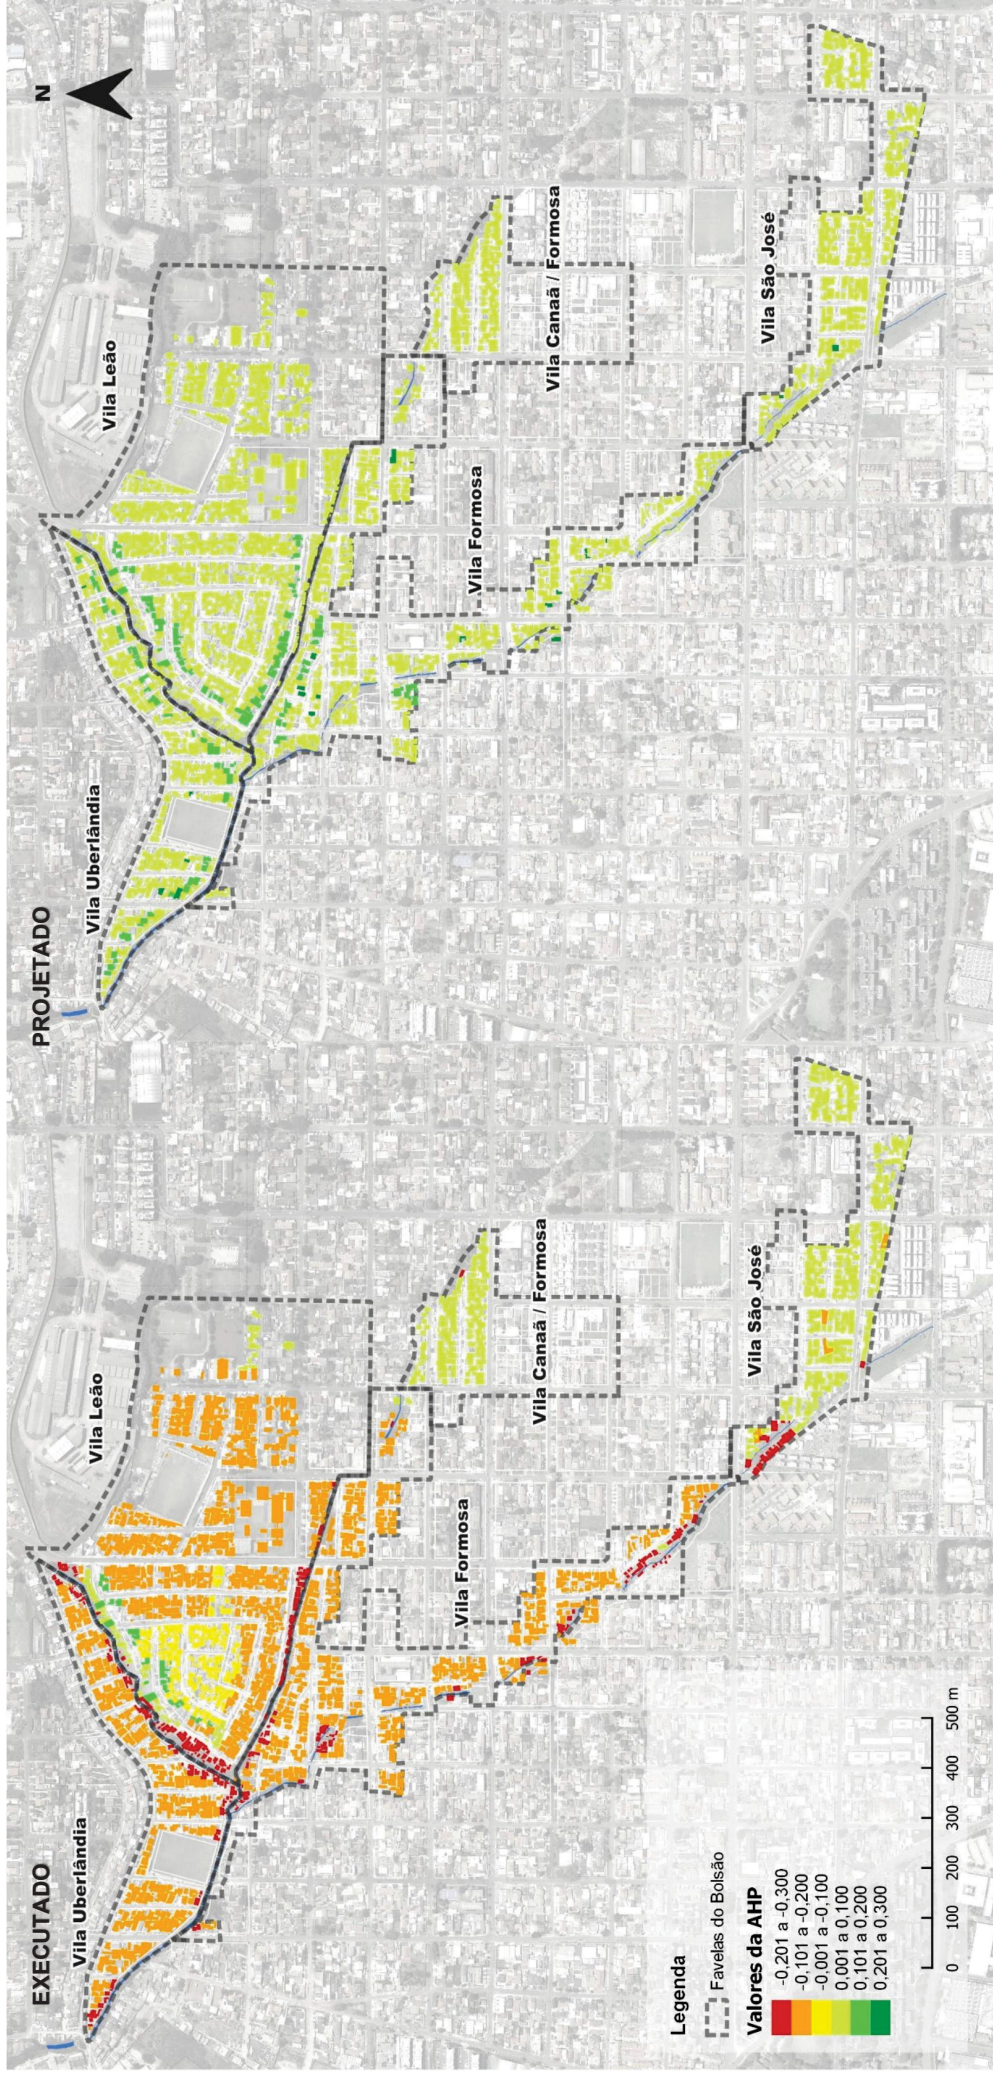 EXECUTADO
Vila Uberlândia
Vila Leão
Vila Formosa
Vila Canaã / Formosa
Vila São José
Legenda
Favelas do Bolsão
Valores da AHP
-0,201 a -0,300
-0,101 a -0,200
-0,001 a -0,100
0,001 a 0,100
0,101 a 0,200
0,201 a 0,300
0 100 200 300 400 500 m
PROJETADO
N
Vila Uberlândia
Vila Leão
Vila Formosa
Vila Canaã / Formosa
Vila São José